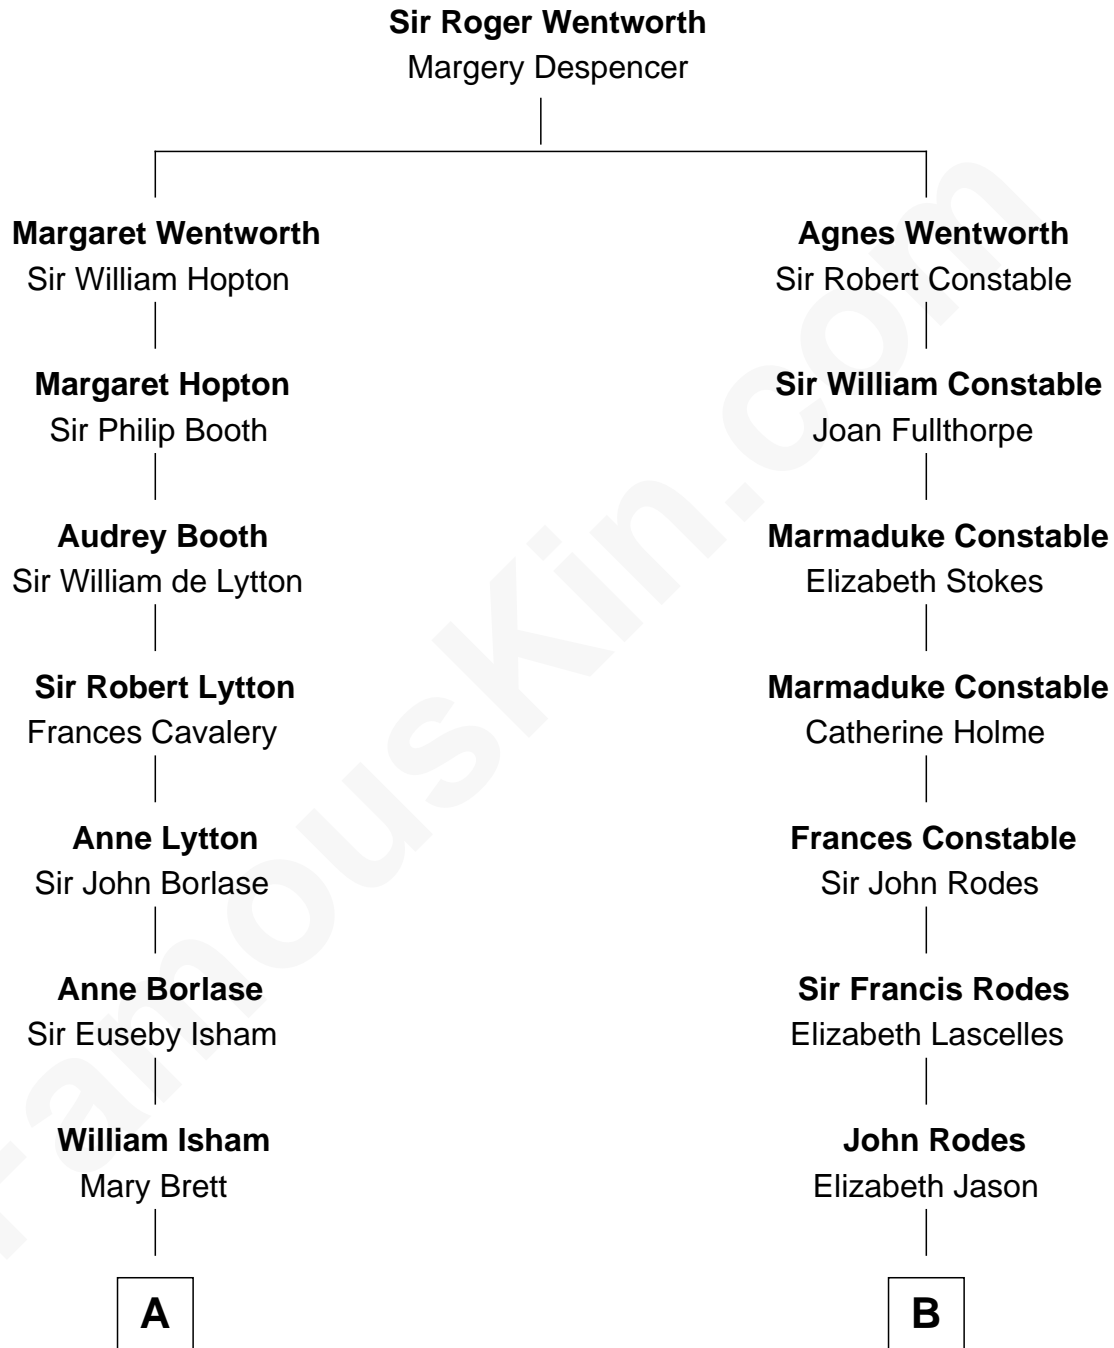 Sir Roger Wentworth
Margery Despencer
Margaret Wentworth
Sir William Hopton
Agnes Wentworth
Sir Robert Constable
Margaret Hopton
Sir Philip Booth
Sir William Constable
Joan Fullthorpe
Audrey Booth
Sir William de Lytton
Marmaduke Constable
Elizabeth Stokes
Sir Robert Lytton
Frances Cavalery
Marmaduke Constable
Catherine Holme
Anne Lytton
Sir John Borlase
Frances Constable
Sir John Rodes
Anne Borlase
Sir Euseby Isham
Sir Francis Rodes
Elizabeth Lascelles
William Isham
Mary Brett
John Rodes
Elizabeth Jason
A
B
FamousKin.com